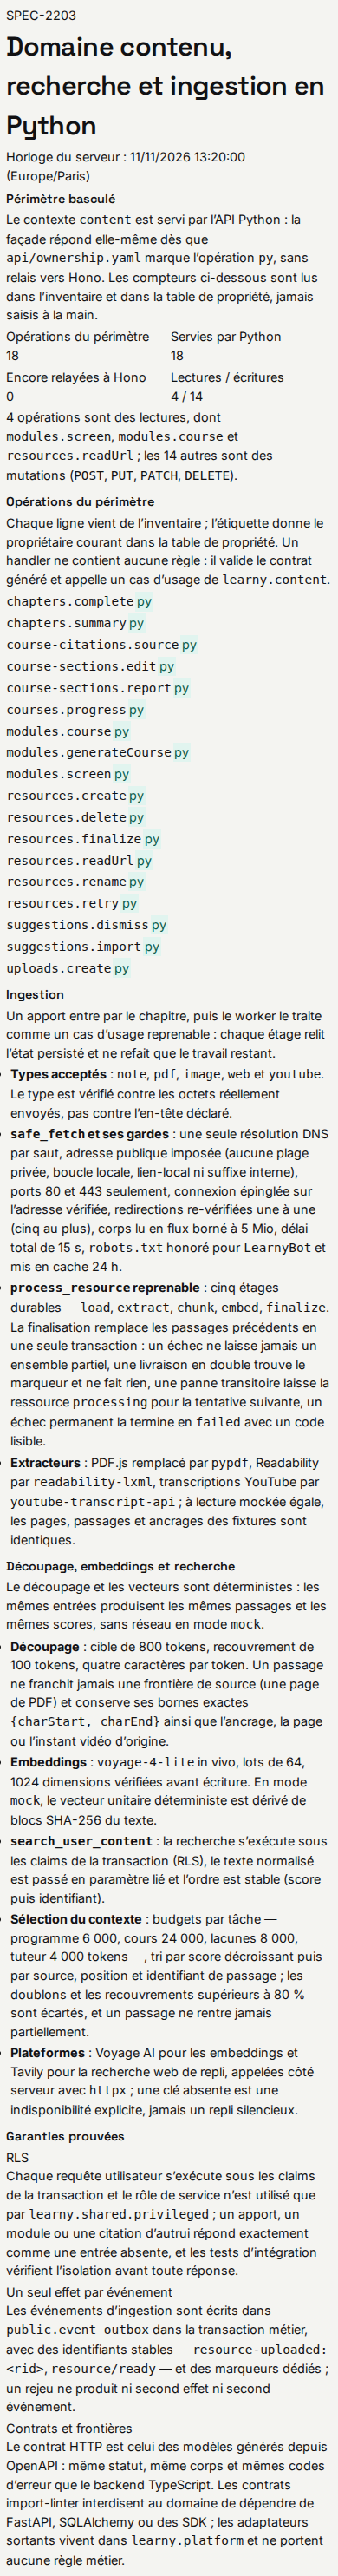 SPEC-2203
Domaine contenu,
recherche et ingestion en
Python
Horloge du serveur : 11/11/2026 13:20:00
(Europe/Paris)
Périmètre basculé
Le contexte content est servi par l’API Python : la
façade répond elle-même dès que
api/ownership.yaml marque l’opération py, sans
relais vers Hono. Les compteurs ci-dessous sont lus
dans l’inventaire et dans la table de propriété, jamais
saisis à la main.
Opérations du périmètre Servies par Python
18 18
Encore relayées à Hono Lectures / écritures
0 4 / 14
4 opérations sont des lectures, dont
modules.screen, modules.course et
resources.readUrl ; les 14 autres sont des
mutations (POST, PUT, PATCH, DELETE).
Opérations du périmètre
Chaque ligne vient de l’inventaire ; l’étiquette donne le
propriétaire courant dans la table de propriété. Un
handler ne contient aucune règle : il valide le contrat
généré et appelle un cas d’usage de learny.content.
chapters.complete py
chapters.summary py
course-citations.source py
course-sections.edit py
course-sections.report py
courses.progress py
modules.course py
modules.generateCourse py
modules.screen py
resources.create py
resources.delete py
resources.finalize py
resources.readUrl py
resources.rename py
resources.retry py
suggestions.dismiss py
suggestions.import py
uploads.create py
Ingestion
Un apport entre par le chapitre, puis le worker le traite
comme un cas d’usage reprenable : chaque étage relit
l’état persisté et ne refait que le travail restant.
• Types acceptés : note, pdf, image, web et youtube.
Le type est vérifié contre les octets réellement
envoyés, pas contre l’en-tête déclaré.
• safe_fetch et ses gardes : une seule résolution DNS
par saut, adresse publique imposée (aucune plage
privée, boucle locale, lien-local ni suffixe interne),
ports 80 et 443 seulement, connexion épinglée sur
l’adresse vérifiée, redirections re-vérifiées une à une
(cinq au plus), corps lu en flux borné à 5 Mio, délai
total de 15 s, robots.txt honoré pour LearnyBot et
mis en cache 24 h.
• process_resource reprenable : cinq étages
durables — load, extract, chunk, embed, finalize.
La finalisation remplace les passages précédents en
une seule transaction : un échec ne laisse jamais un
ensemble partiel, une livraison en double trouve le
marqueur et ne fait rien, une panne transitoire laisse la
ressource processing pour la tentative suivante, un
échec permanent la termine en failed avec un code
lisible.
• Extracteurs : PDF.js remplacé par pypdf, Readability
par readability-lxml, transcriptions YouTube par
youtube-transcript-api ; à lecture mockée égale,
les pages, passages et ancrages des fixtures sont
identiques.
Découpage, embeddings et recherche
Le découpage et les vecteurs sont déterministes : les
mêmes entrées produisent les mêmes passages et les
mêmes scores, sans réseau en mode mock.
• Découpage : cible de 800 tokens, recouvrement de
100 tokens, quatre caractères par token. Un passage
ne franchit jamais une frontière de source (une page
de PDF) et conserve ses bornes exactes
{charStart, charEnd} ainsi que l’ancrage, la page
ou l’instant vidéo d’origine.
• Embeddings : voyage-4-lite in vivo, lots de 64,
1024 dimensions vérifiées avant écriture. En mode
mock, le vecteur unitaire déterministe est dérivé de
blocs SHA-256 du texte.
• search_user_content : la recherche s’exécute sous
les claims de la transaction (RLS), le texte normalisé
est passé en paramètre lié et l’ordre est stable (score
puis identifiant).
• Sélection du contexte : budgets par tâche —
programme 6 000, cours 24 000, lacunes 8 000,
tuteur 4 000 tokens —, tri par score décroissant puis
par source, position et identifiant de passage ; les
doublons et les recouvrements supérieurs à 80 %
sont écartés, et un passage ne rentre jamais
partiellement.
• Plateformes : Voyage AI pour les embeddings et
Tavily pour la recherche web de repli, appelées côté
serveur avec httpx ; une clé absente est une
indisponibilité explicite, jamais un repli silencieux.
Garanties prouvées
RLS
Chaque requête utilisateur s’exécute sous les claims
de la transaction et le rôle de service n’est utilisé que
par learny.shared.privileged ; un apport, un
module ou une citation d’autrui répond exactement
comme une entrée absente, et les tests d’intégration
vérifient l’isolation avant toute réponse.
Un seul effet par événement
Les événements d’ingestion sont écrits dans
public.event_outbox dans la transaction métier,
avec des identifiants stables — resource-uploaded:
<rid>, resource/ready — et des marqueurs dédiés ;
un rejeu ne produit ni second effet ni second
événement.
Contrats et frontières
Le contrat HTTP est celui des modèles générés depuis
OpenAPI : même statut, même corps et mêmes codes
d’erreur que le backend TypeScript. Les contrats
import-linter interdisent au domaine de dépendre de
FastAPI, SQLAlchemy ou des SDK ; les adaptateurs
sortants vivent dans learny.platform et ne portent
aucune règle métier.